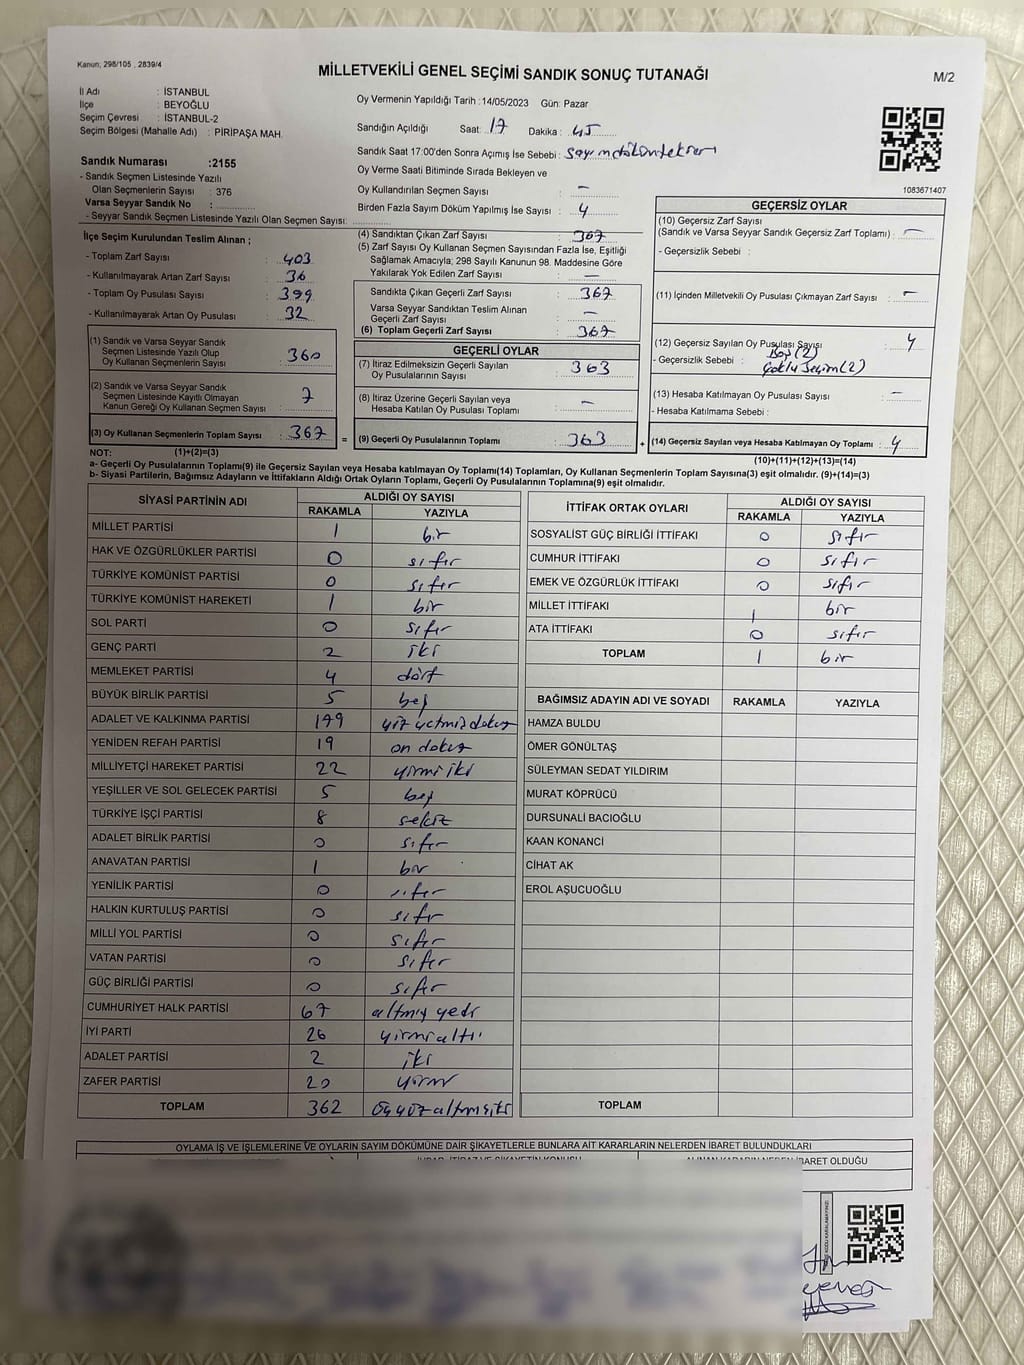 Kanun; 298/105 , 2839/4
MİLLETVEKİLİ GENEL SEÇİMİ SANDIK SONUÇ TUTANAĞI
M/2
İl Adı : İSTANBUL
İlçe : BEYOĞLU
Seçim Çevresi : İSTANBUL-2
Seçim Bölgesi (Mahalle Adı) : PİRİPAŞA MAH.
Sandık Numarası :2155
- Sandık Seçmen Listesinde Yazılı
Olan Seçmenlerin Sayısı : 376
Varsa Seyyar Sandık No :
- Seyyar Sandık Seçmen Listesinde Yazılı Olan Seçmen Sayısı:
Oy Vermenin Yapıldığı Tarih :14/05/2023 Gün: Pazar
Sandığın Açıldığı Saat: 17 Dakika : 45
Sandık Saat 17:00'den Sonra Açımış İse Sebebi :
Oy Verme Saati Bitiminde Sırada Bekleyen ve
Oy Kullandırılan Seçmen Sayısı : -
Birden Fazla Sayım Döküm Yapılmış İse Sayısı : 4
1083671407
İlçe Seçim Kurulundan Teslim Alınan ;
- Toplam Zarf Sayısı : 403
- Kullanılmayarak Artan Zarf Sayısı : 36
- Toplam Oy Pusulası Sayısı : 399
- Kullanılmayarak Artan Oy Pusulası : 32
(1) Sandık ve Varsa Seyyar Sandık
Seçmen Listesinde Yazılı Olup
Oy Kullanan Seçmenlerin Sayısı : 360
(2) Sandık ve Varsa Seyyar Sandık
Seçmen Listesinde Kayıtlı Olmayan
Kanun Gereği Oy Kullanan Seçmen Sayısı : 7
(3) Oy Kullanan Seçmenlerin Toplam Sayısı : 367
(4) Sandıktan Çıkan Zarf Sayısı : 367
(5) Zarf Sayısı Oy Kullanan Seçmen Sayısından Fazla İse, Eşitliği
Sağlamak Amacıyla; 298 Sayılı Kanunun 98. Maddesine Göre
Yakılarak Yok Edilen Zarf Sayısı : -
Sandıkta Çıkan Geçerli Zarf Sayısı : 367
Varsa Seyyar Sandıktan Teslim Alınan
Geçerli Zarf Sayısı : -
(6) Toplam Geçerli Zarf Sayısı : 367
GEÇERLİ OYLAR
(7) İtiraz Edilmeksizin Geçerli Sayılan
Oy Pusulalarının Sayısı : 363
(8) İtiraz Üzerine Geçerli Sayılan veya
Hesaba Katılan Oy Pusulası Toplamı : -
= (9) Geçerli Oy Pusulalarının Toplamı : 363 +
GEÇERSİZ OYLAR
(10) Geçersiz Zarf Sayısı
(Sandık ve Varsa Seyyar Sandık Geçersiz Zarf Toplamı) : -
- Geçersizlik Sebebi :
(11) İçinden Milletvekili Oy Pusulası Çıkmayan Zarf Sayısı : -
(12) Geçersiz Sayılan Oy Pusulası Sayısı : 4
- Geçersizlik Sebebi : Boş (2)
Çoklu Seçim (2)
(13) Hesaba Katılmayan Oy Pusulası Sayısı : -
- Hesaba Katılmama Sebebi :
(14) Geçersiz Sayılan veya Hesaba Katılmayan Oy Toplamı : 4
NOT: (1)+(2)=(3)
(10)+(11)+(12)+(13)=(14)
a- Geçerli Oy Pusulalarının Toplamı(9) ile Geçersiz Sayılan veya Hesaba katılmayan Oy Toplamı(14) Toplamları, Oy Kullanan Seçmenlerin Toplam Sayısına(3) eşit olmalıdır. (9)+(14)=(3)
b- Siyasi Partilerin, Bağımsız Adayların ve İttifakların Aldığı Ortak Oyların Toplamı, Geçerli Oy Pusulalarının Toplamına(9) eşit olmalıdır.
SİYASİ PARTİNİN ADI ALDIĞI OY SAYISI
RAKAMLA YAZIYLA
MİLLET PARTİSİ 1 bir
HAK VE ÖZGÜRLÜKLER PARTİSİ 0 sıfır
TÜRKİYE KOMÜNİST PARTİSİ 0 sıfır
TÜRKİYE KOMÜNİST HAREKETİ 1 bir
SOL PARTİ 0 sıfır
GENÇ PARTİ 2 iki
MEMLEKET PARTİSİ 4 dört
BÜYÜK BİRLİK PARTİSİ 5 beş
ADALET VE KALKINMA PARTİSİ 179 yüz yetmiş dokuz
YENİDEN REFAH PARTİSİ 19 on dokuz
MİLLİYETÇİ HAREKET PARTİSİ 22 yirmi iki
YEŞİLLER VE SOL GELECEK PARTİSİ 5 beş
TÜRKİYE İŞÇİ PARTİSİ 8 sekiz
ADALET BİRLİK PARTİSİ 0 sıfır
ANAVATAN PARTİSİ 1 bir
YENİLİK PARTİSİ 0 sıfır
HALKIN KURTULUŞ PARTİSİ 0 sıfır
MİLLİ YOL PARTİSİ 0 sıfır
VATAN PARTİSİ 0 sıfır
GÜÇ BİRLİĞİ PARTİSİ 0 sıfır
CUMHURİYET HALK PARTİSİ 67 altmış yedi
İYİ PARTİ 26 yirmi altı
ADALET PARTİSİ 2 iki
ZAFER PARTİSİ 20 yirmi
TOPLAM 362 üç yüz altmış iki
İTTİFAK ORTAK OYLARI ALDIĞI OY SAYISI
RAKAMLA YAZIYLA
SOSYALİST GÜÇ BİRLİĞİ İTTİFAKI 0 sıfır
CUMHUR İTTİFAKI 0 sıfır
EMEK VE ÖZGÜRLÜK İTTİFAKI 0 sıfır
MİLLET İTTİFAKI 1 bir
ATA İTTİFAKI 0 sıfır
TOPLAM 1 bir
BAĞIMSIZ ADAYIN ADI VE SOYADI RAKAMLA YAZIYLA
HAMZA BULDU
ÖMER GÖNÜLTAŞ
SÜLEYMAN SEDAT YILDIRIM
MURAT KÖPRÜCÜ
DURSUNALİ BACIOĞLU
KAAN KONANCİ
CİHAT AK
EROL AŞUCUOĞLU
TOPLAM
OYLAMA İŞ VE İŞLEMLERİNE VE OYLARIN SAYIM DÖKÜMÜNE DAİR ŞİKAYETLERLE BUNLARA AİT KARARLARIN NELERDEN İBARET BULUNDUKLARI
İHBAR, İTİRAZ VE ŞİKAYETİN KONUSU ALINAN KARARIN NEDEN İBARET OLDUĞU